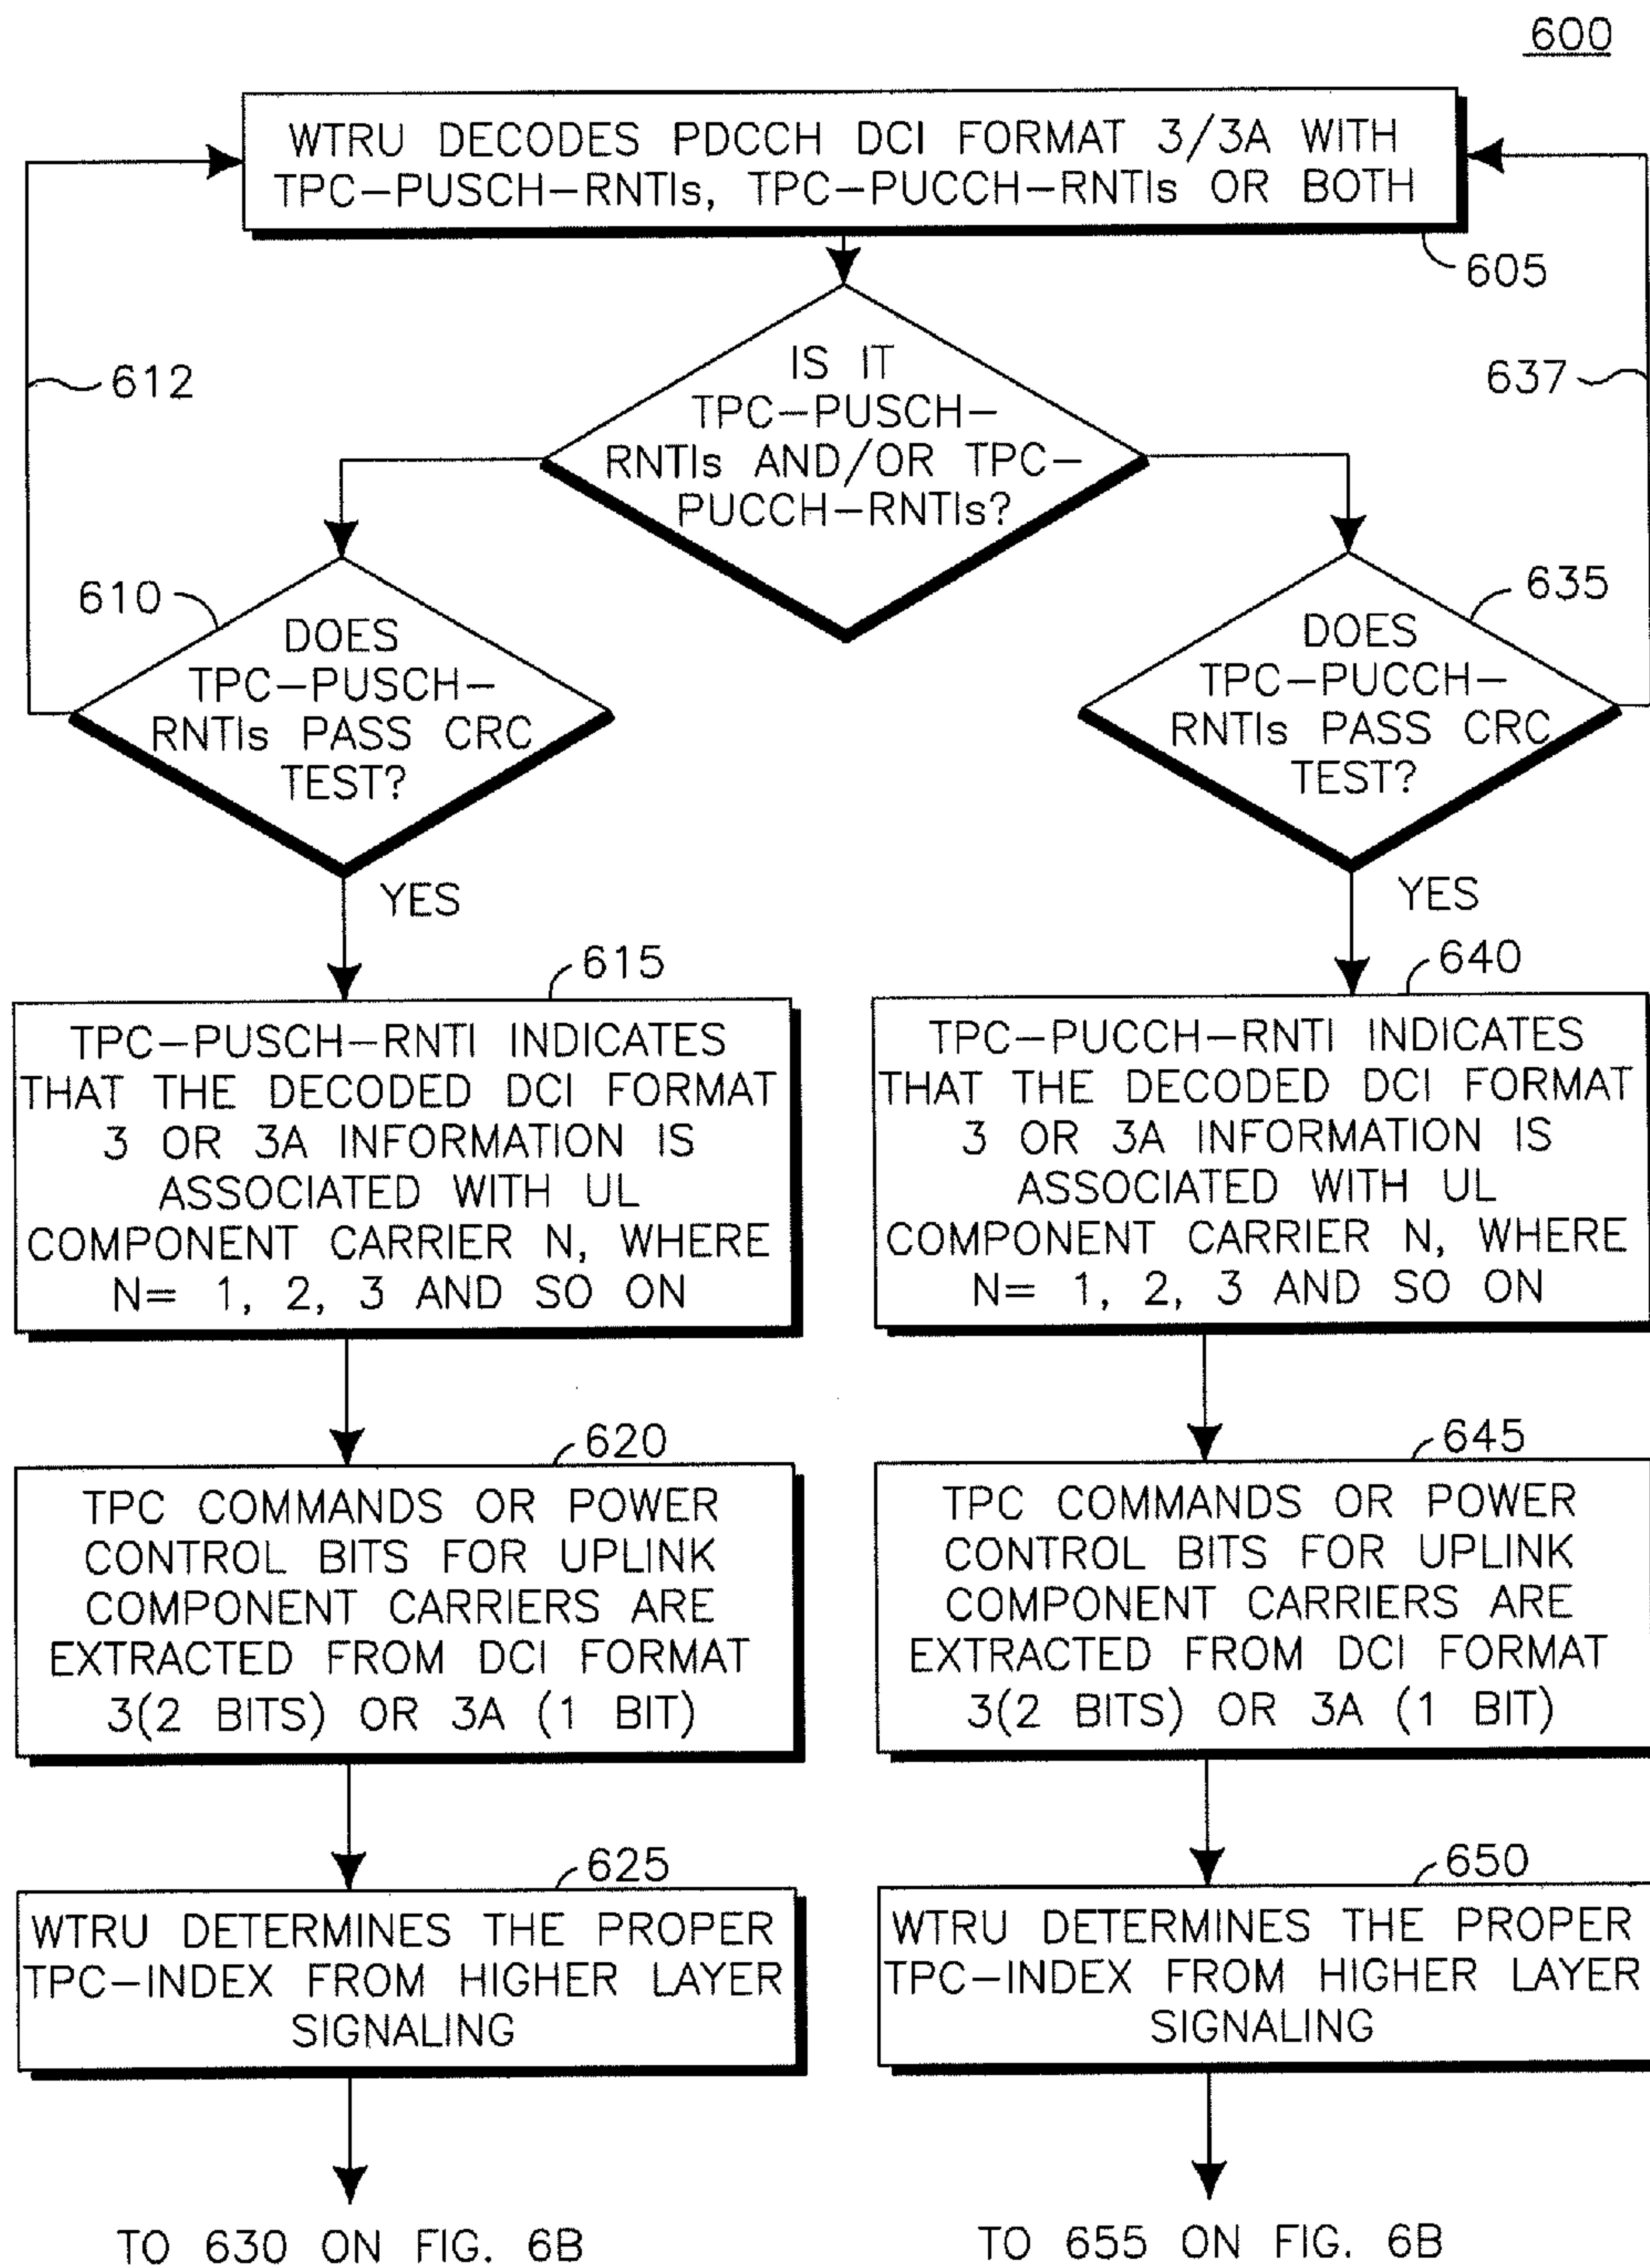 600
WTRU DECODES PDCCH DCI FORMAT 3/3A WITH
TPC-PUSCH-RNTIs, TPC-PUCCH-RNTIs OR BOTH
605
612
IS IT
TPC-PUSCH-
RNTIs AND/OR TPC-
PUCCH-RNTIs?
637
610
DOES
TPC-PUSCH-
RNTIs PASS CRC
TEST?
YES
635
DOES
TPC-PUCCH-
RNTIs PASS CRC
TEST?
YES
615
TPC-PUSCH-RNTI INDICATES
THAT THE DECODED DCI FORMAT
3 OR 3A INFORMATION IS
ASSOCIATED WITH UL
COMPONENT CARRIER N, WHERE
N= 1, 2, 3 AND SO ON
640
TPC-PUCCH-RNTI INDICATES
THAT THE DECODED DCI FORMAT
3 OR 3A INFORMATION IS
ASSOCIATED WITH UL
COMPONENT CARRIER N, WHERE
N= 1, 2, 3 AND SO ON
620
TPC COMMANDS OR POWER
CONTROL BITS FOR UPLINK
COMPONENT CARRIERS ARE
EXTRACTED FROM DCI FORMAT
3(2 BITS) OR 3A (1 BIT)
645
TPC COMMANDS OR POWER
CONTROL BITS FOR UPLINK
COMPONENT CARRIERS ARE
EXTRACTED FROM DCI FORMAT
3(2 BITS) OR 3A (1 BIT)
625
WTRU DETERMINES THE PROPER
TPC-INDEX FROM HIGHER LAYER
SIGNALING
650
WTRU DETERMINES THE PROPER
TPC-INDEX FROM HIGHER LAYER
SIGNALING
TO 630 ON FIG. 6B
TO 655 ON FIG. 6B